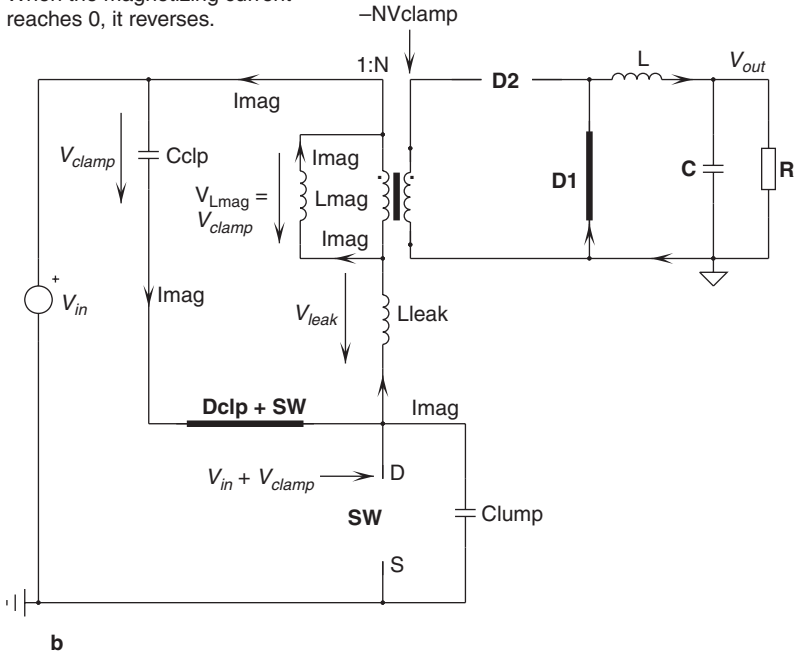 When the magnetizing current
reaches 0, it reverses.
–NVclamp
1:N
D2
L
Vout
Imag
Vclamp
Cclp
Imag
VLmag =
Vclamp
Lmag
Imag
D1
C
R
+
Vin
Imag
Vleak
Lleak
Dclp + SW
Imag
Vin + Vclamp
D
SW
Clump
S
b